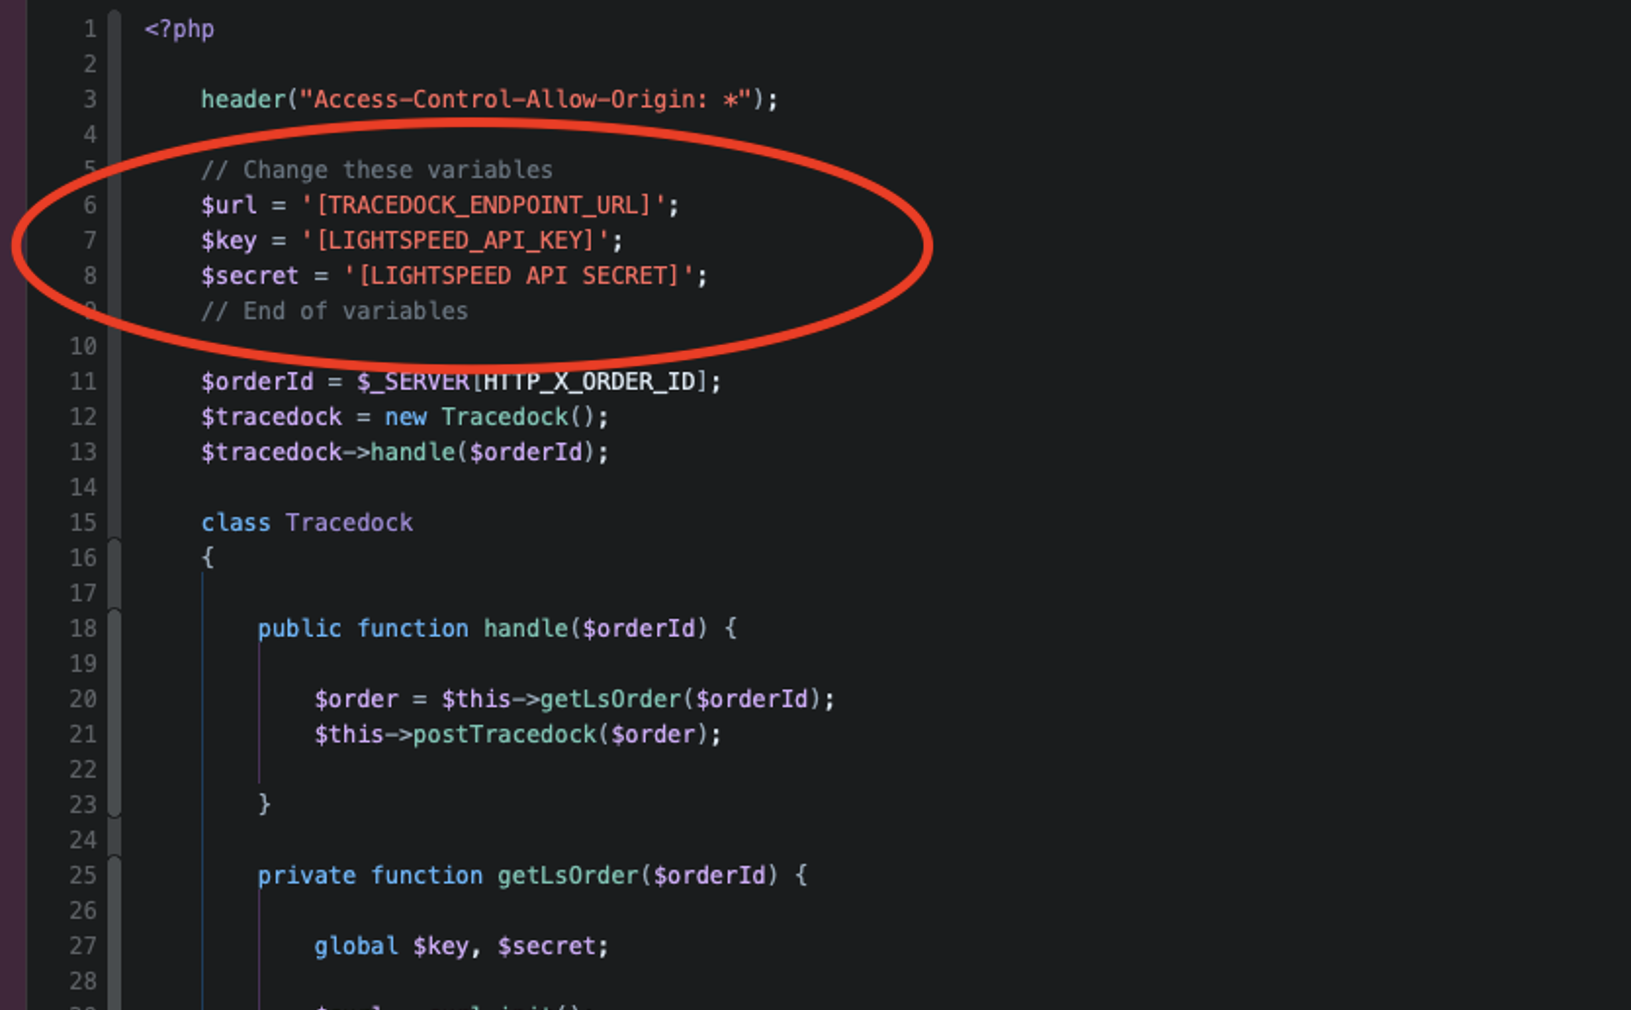 1 <?php
2
3 header("Access-Control-Allow-Origin: *");
4
5 // Change these variables
6 $url = '[TRACEDOCK_ENDPOINT_URL]';
7 $key = '[LIGHTSPEED_API_KEY]';
8 $secret = '[LIGHTSPEED API SECRET]';
9 // End of variables
10
11 $orderId = $_SERVER[HTTP_X_ORDER_ID];
12 $tracedock = new Tracedock();
13 $tracedock->handle($orderId);
14
15 class Tracedock
16 {
17
18 public function handle($orderId) {
19
20 $order = $this->getLsOrder($orderId);
21 $this->postTracedock($order);
22
23 }
24
25 private function getLsOrder($orderId) {
26
27 global $key, $secret;
28